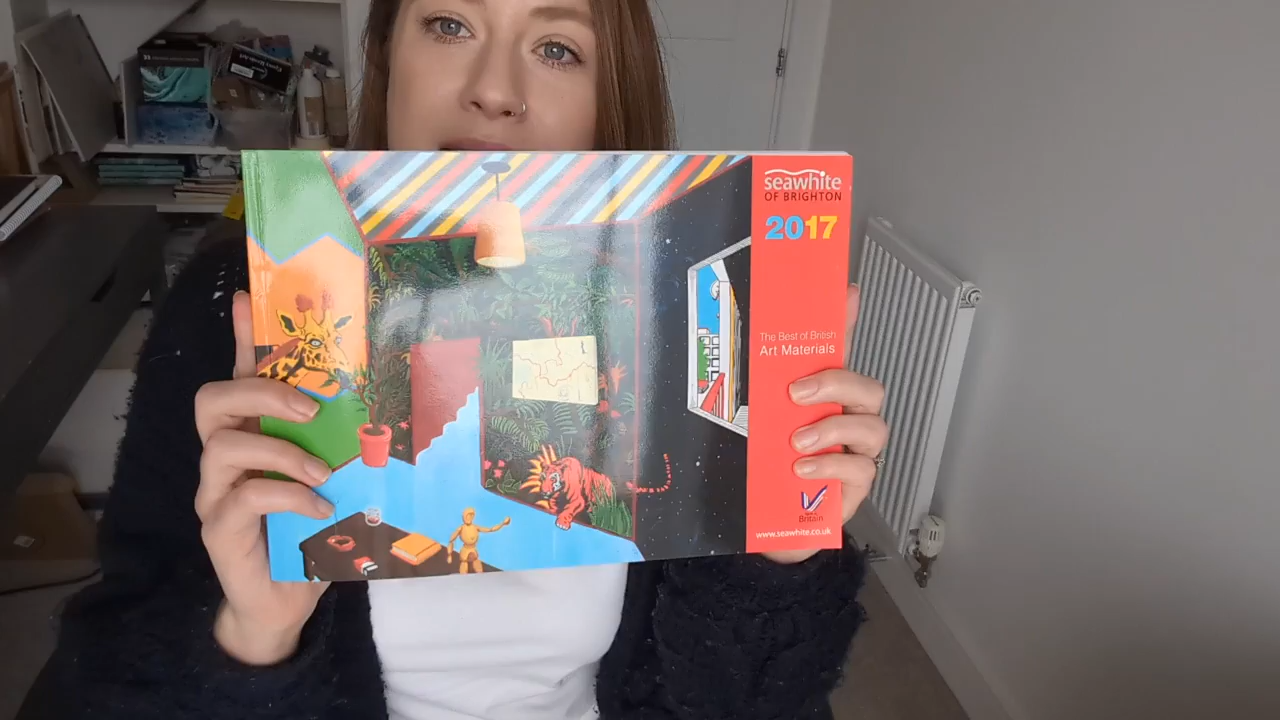 seawhite
OF BRIGHTON
2017
The Best of British
Art Materials
Britain
www.seawhite.co.uk